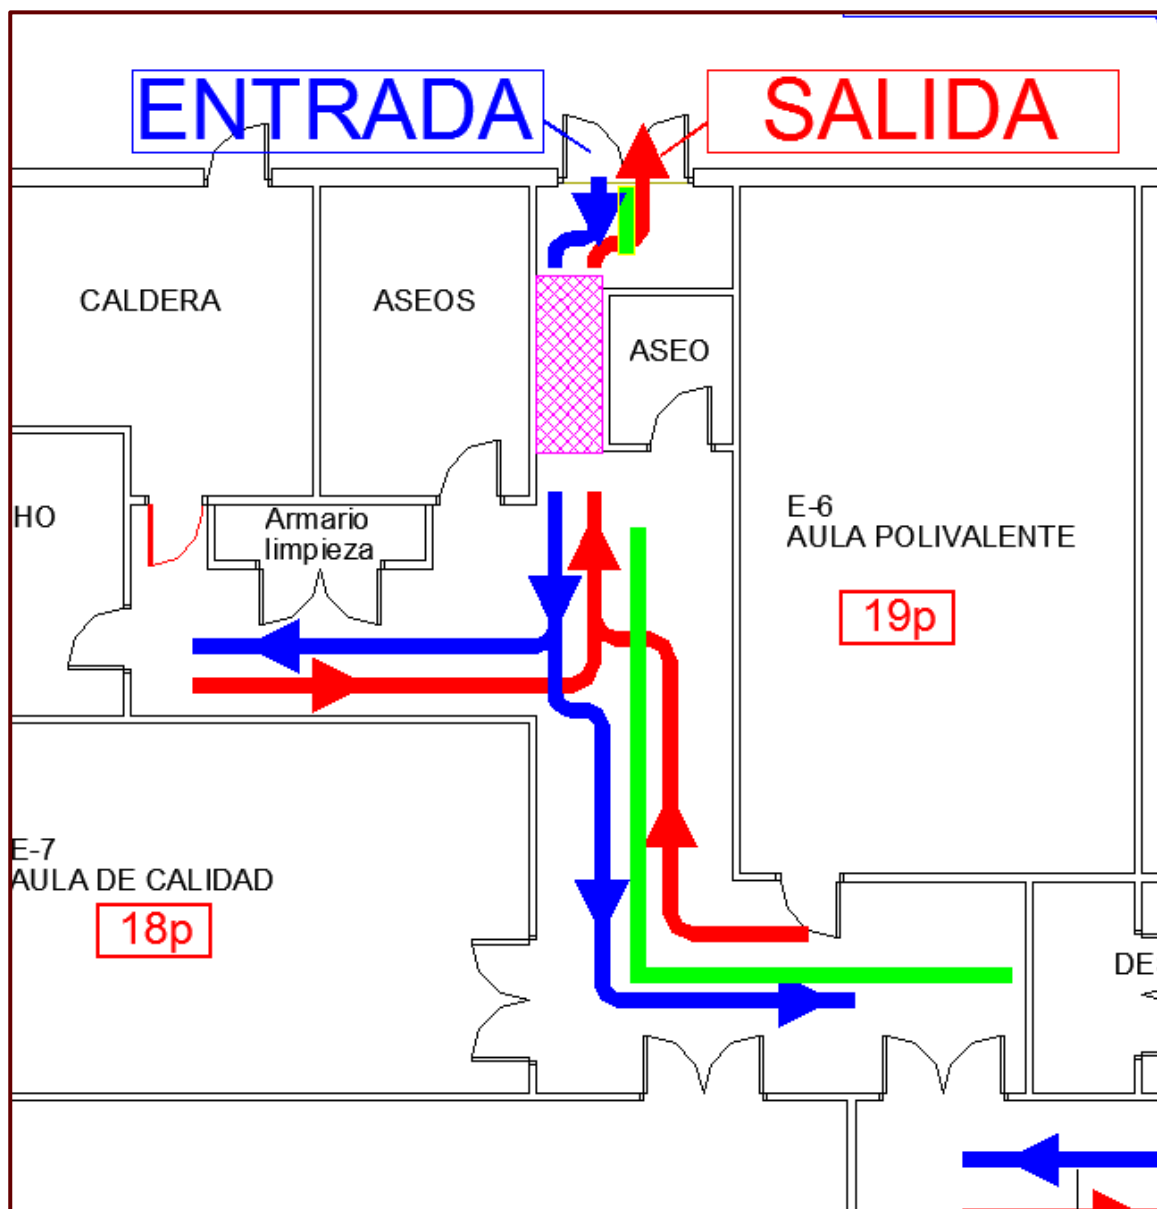 ENTRADA
SALIDA
CALDERA
ASEOS
ASEO
HO
Armario
limpieza
E-6
AULA POLIVALENTE
19p
E-7
AULA DE CALIDAD
18p
DE